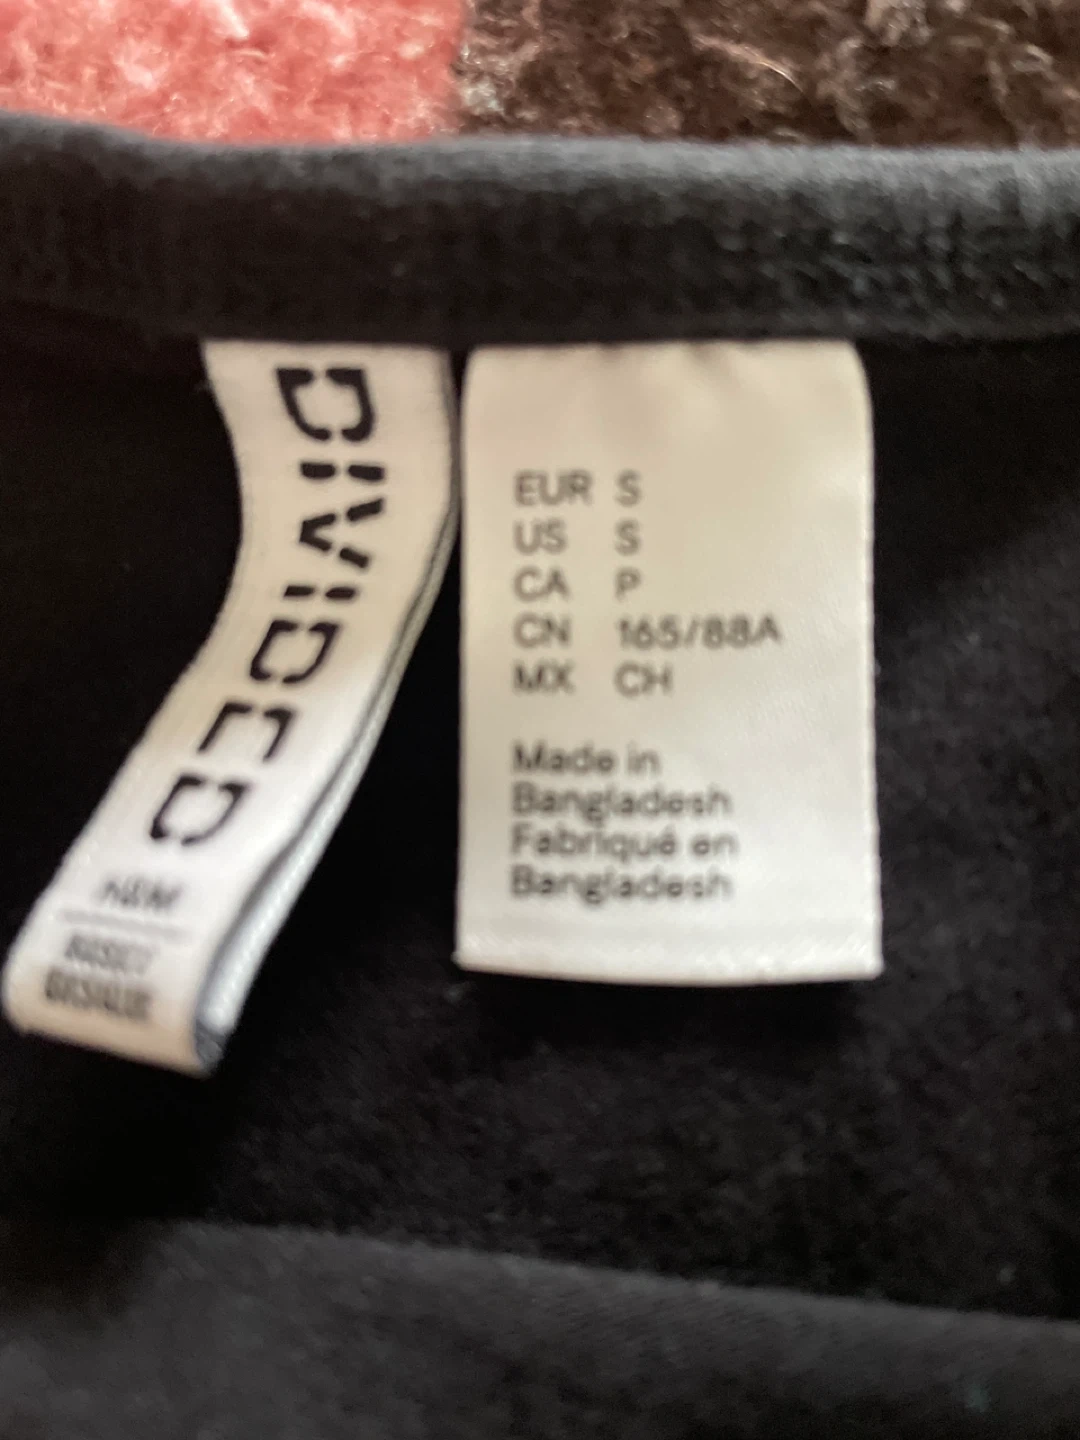 DIVIDED
H&M
EUR S
US S
CA P
CN 165/88A
MX CH
Made in
Bangladesh
Fabriqué en
Bangladesh